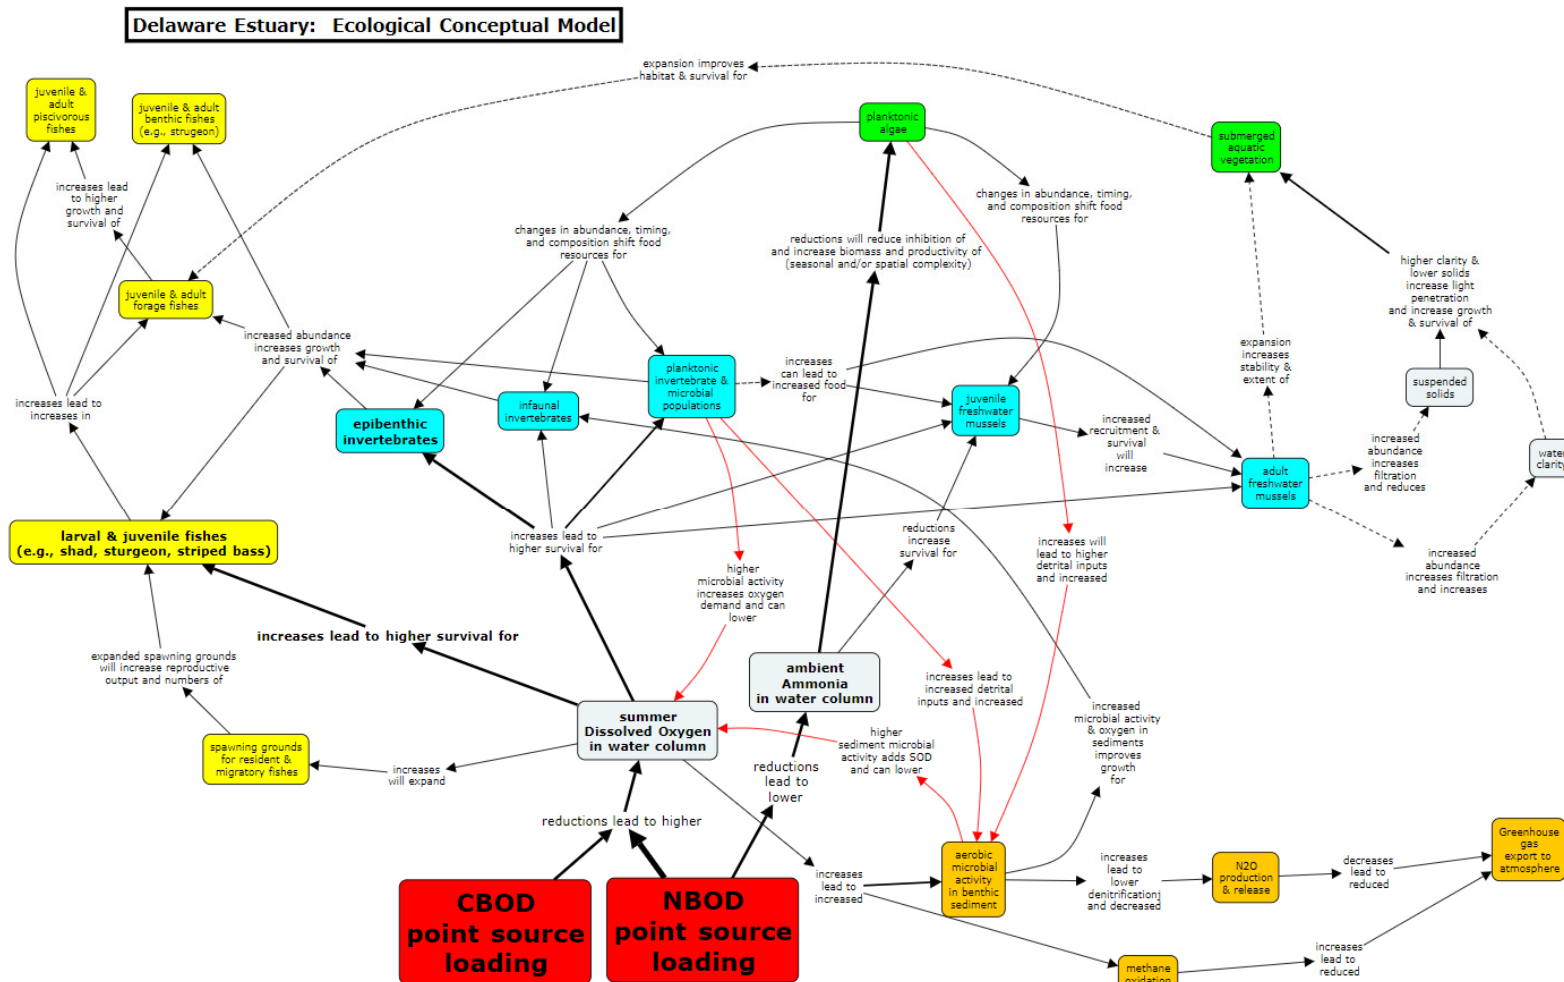 Delaware Estuary:  Ecological Conceptual Model
expansion improves
habitat & survival for
juvenile &
adult
piscivorous
fishes
juvenile & adult
benthic fishes
(e.g., strugeon)
planktonic
algae
submerged
aquatic
vegetation
increases lead
to higher
growth and
survival of
changes in abundance, timing,
and composition shift food
resources for
changes in abundance, timing,
and composition shift food
resources for
reductions will reduce inhibition of
and increase biomass and productivity of
(seasonal and/or spatial complexity)
higher clarity &
lower solids
increase light
penetration
and increase growth
& survival of
juvenile & adult
forage fishes
increased abundance
increases growth
and survival of
expansion
increases
stability &
extent of
planktonic
invertebrate &
microbial
populations
increases
can lead to
increased food
for
juvenile
freshwater
mussels
suspended
solids
increases lead to
increases in
epibenthic
invertebrates
infaunal
invertebrates
increased
recruitment &
survival
will
increase
increased
abundance
increases
filtration
and reduces
water
clarity
adult
freshwater
mussels
larval & juvenile fishes
(e.g., shad, sturgeon, striped bass)
increases lead to
higher survival for
reductions
increase
survival for
increases will
lead to higher
detrital inputs
and increased
increased
abundance
increases filtration
and increases
higher
microbial activity
increases oxygen
demand and can
lower
increases lead to higher survival for
expanded spawning grounds
will increase reproductive
output and numbers of
ambient
Ammonia
in water column
increases lead to
increased detrital
inputs and increased
summer
Dissolved Oxygen
in water column
higher
sediment microbial
activity adds SOD
and can lower
increased
microbial activity
& oxygen in
sediments
improves
growth
for
spawning grounds
for resident &
migratory fishes
increases
will expand
reductions
lead to
lower
reductions lead to higher
aerobic
microbial
activity
in benthic
sediment
increases
lead to
lower
denitrificationj
and decreased
N2O
production
& release
decreases
lead to
reduced
Greenhouse
gas
export to
atmosphere
increases
lead to
increased
CBOD
point source
loading
NBOD
point source
loading
methane
oxidation
increases
lead to
reduced